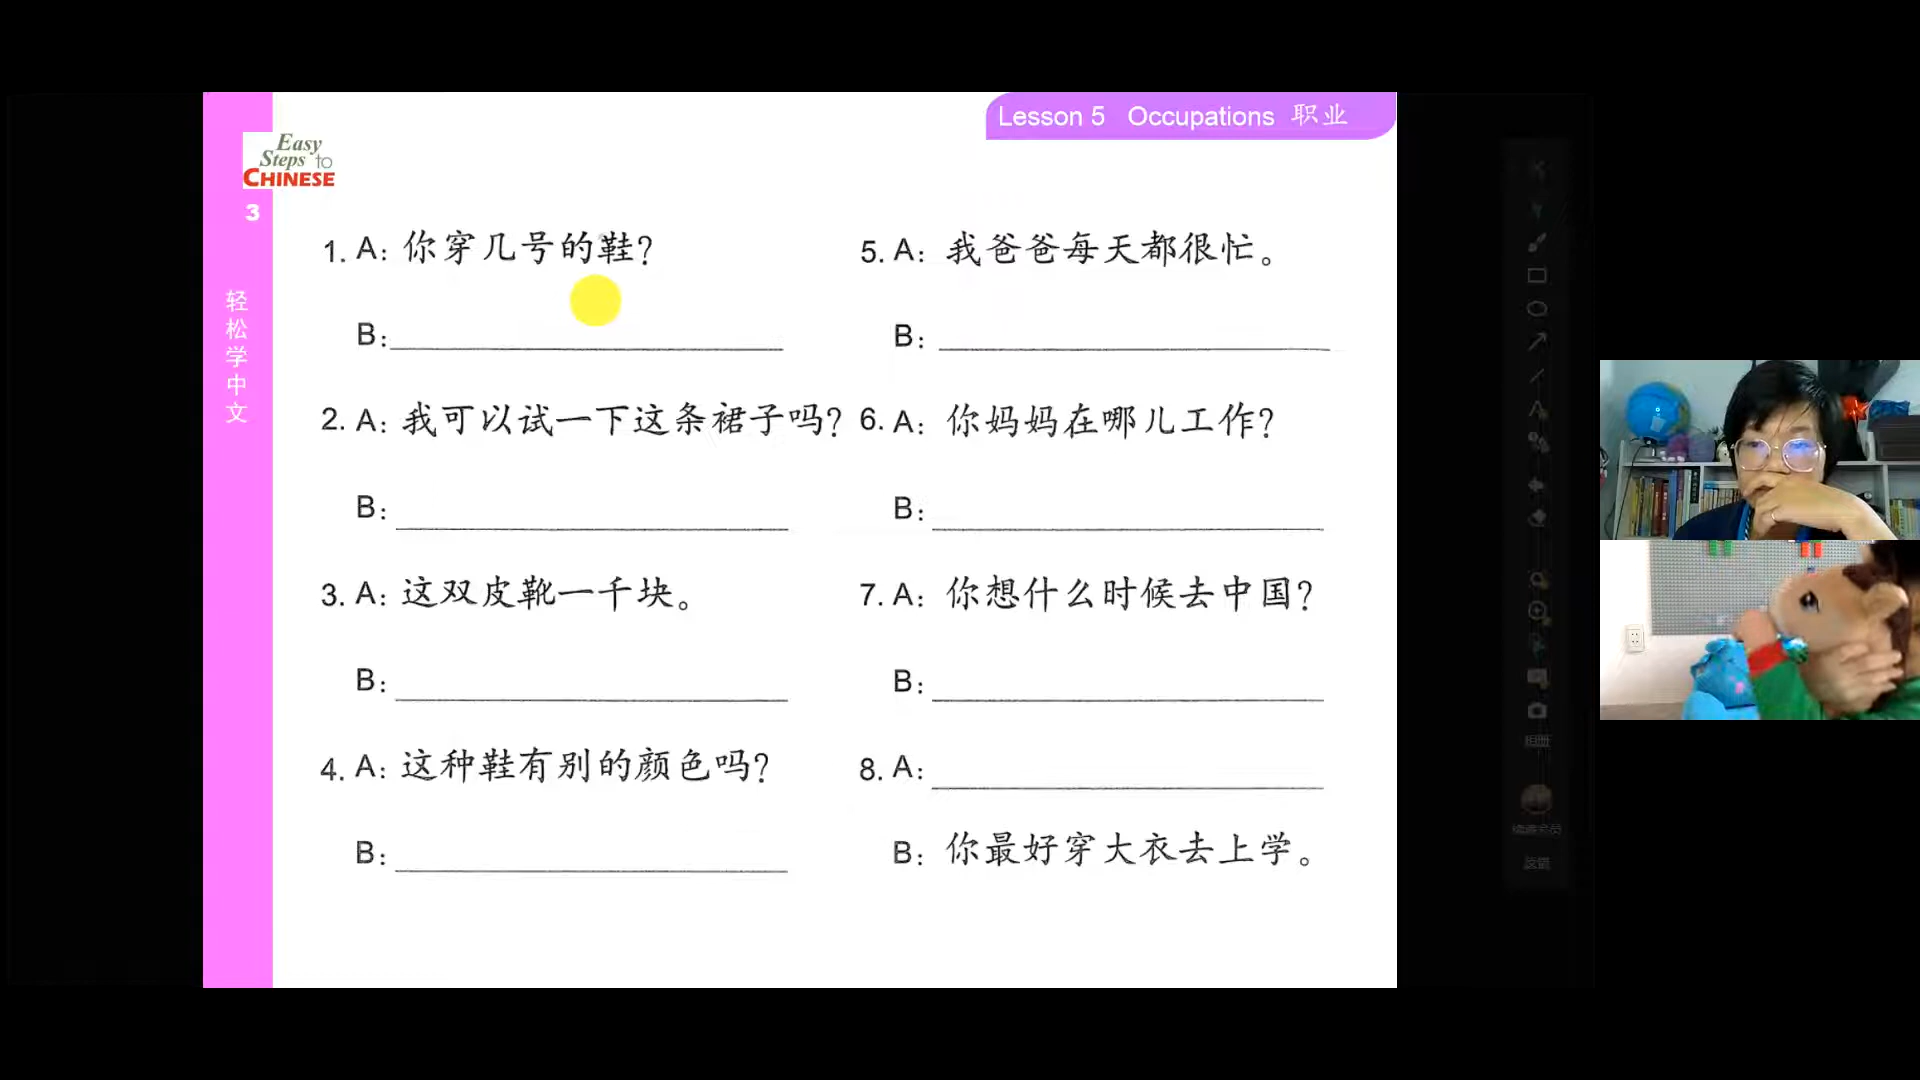 Lesson 5 Occupations 职业
Easy
Steps to
CHINESE
3
轻松学中文
1. A: 你穿几号的鞋?
B:
2. A: 我可以试一下这条裙子吗?
B:
3. A: 这双皮靴一千块。
B:
4. A: 这种鞋有别的颜色吗?
B:
5. A: 我爸爸每天都很忙。
B:
6. A: 你妈妈在哪儿工作?
B:
7. A: 你想什么时候去中国?
B:
8. A:
B: 你最好穿大衣去上学。